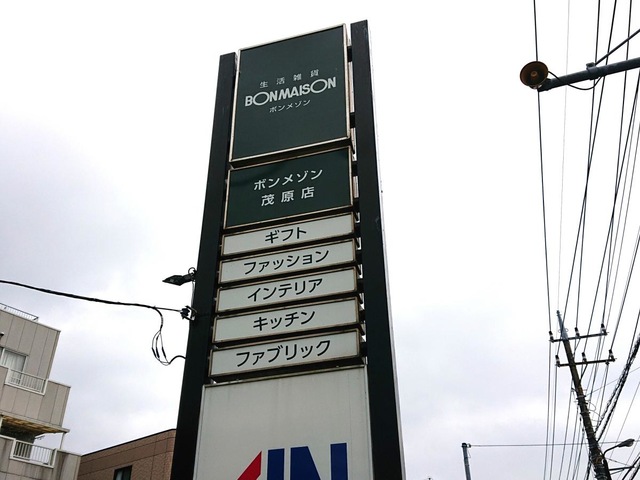 生活雑貨
BONMAISON
ボンメゾン
ボンメゾン
茂原店
ギフト
ファッション
インテリア
キッチン
ファブリック
IN